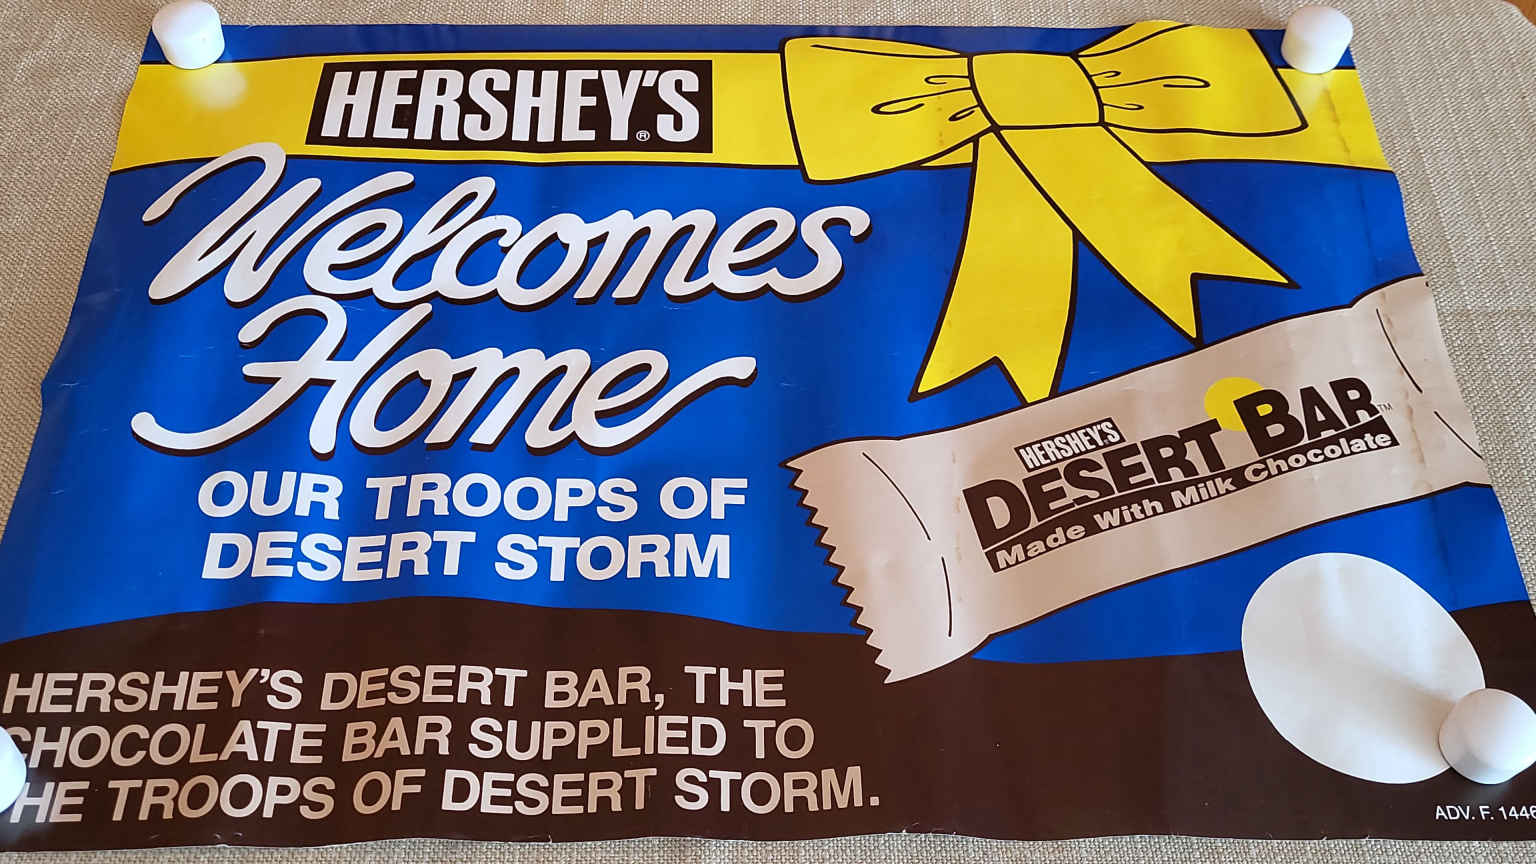 HERSHEY'S®
Welcomes
Home
OUR TROOPS OF
DESERT STORM
HERSHEY'S
DESERT BAR™
Made With Milk Chocolate
HERSHEY'S DESERT BAR, THE
CHOCOLATE BAR SUPPLIED TO
THE TROOPS OF DESERT STORM.
ADV. F. 1446